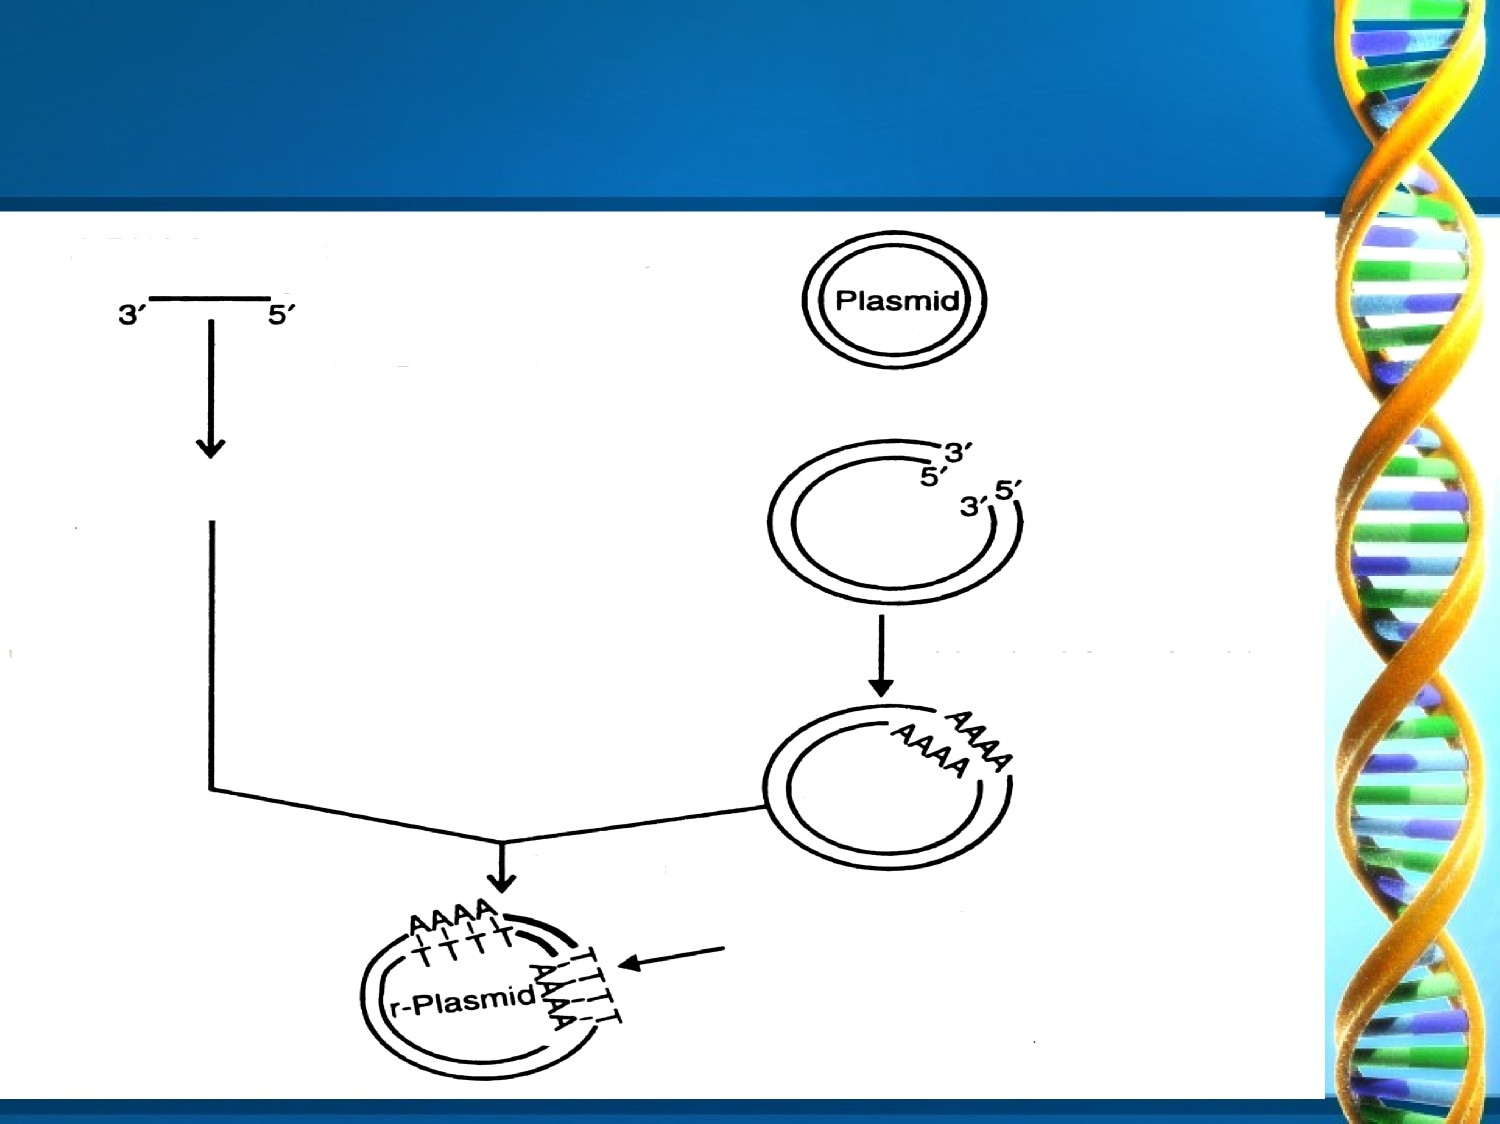 Plasmid
3′ 5′
3′
5′
5′
3′
AAAA
AAAA
AAAA
TTTT
TTTT
AAAA
r-Plasmid